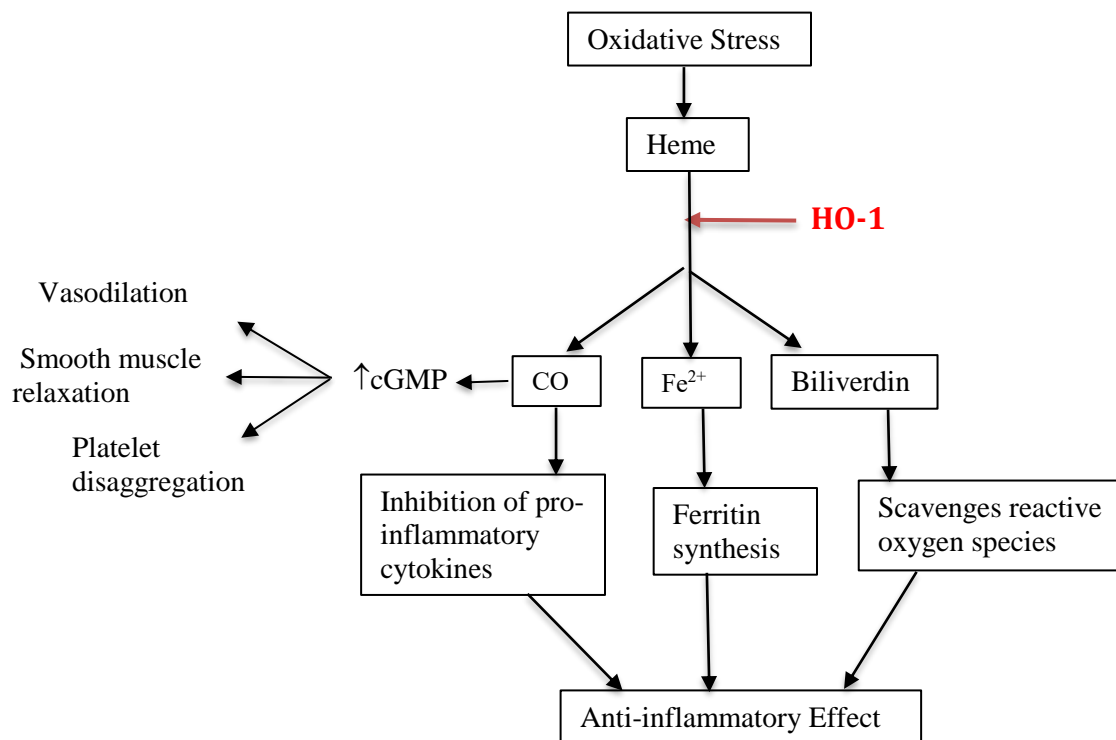 Oxidative Stress
Heme
HO-1
Vasodilation
Smooth muscle
relaxation
Platelet
disaggregation
↑cGMP
CO
Fe²⁺
Biliverdin
Inhibition of pro-
inflammatory
cytokines
Ferritin
synthesis
Scavenges reactive
oxygen species
Anti-inflammatory Effect